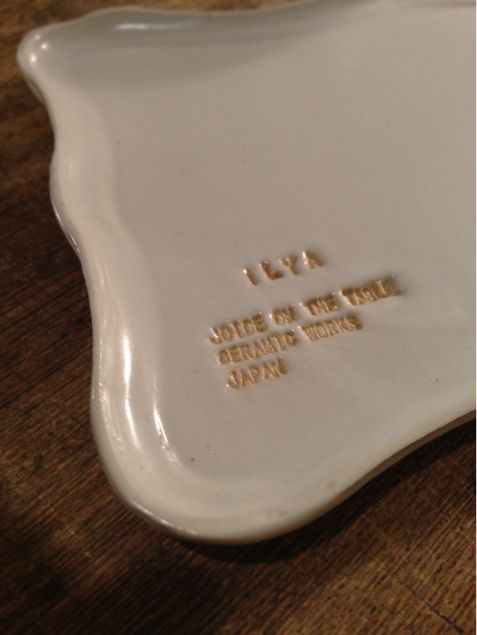 ILYA
JOICE ON THE TABLE
CERAMIC WORKS
JAPAN